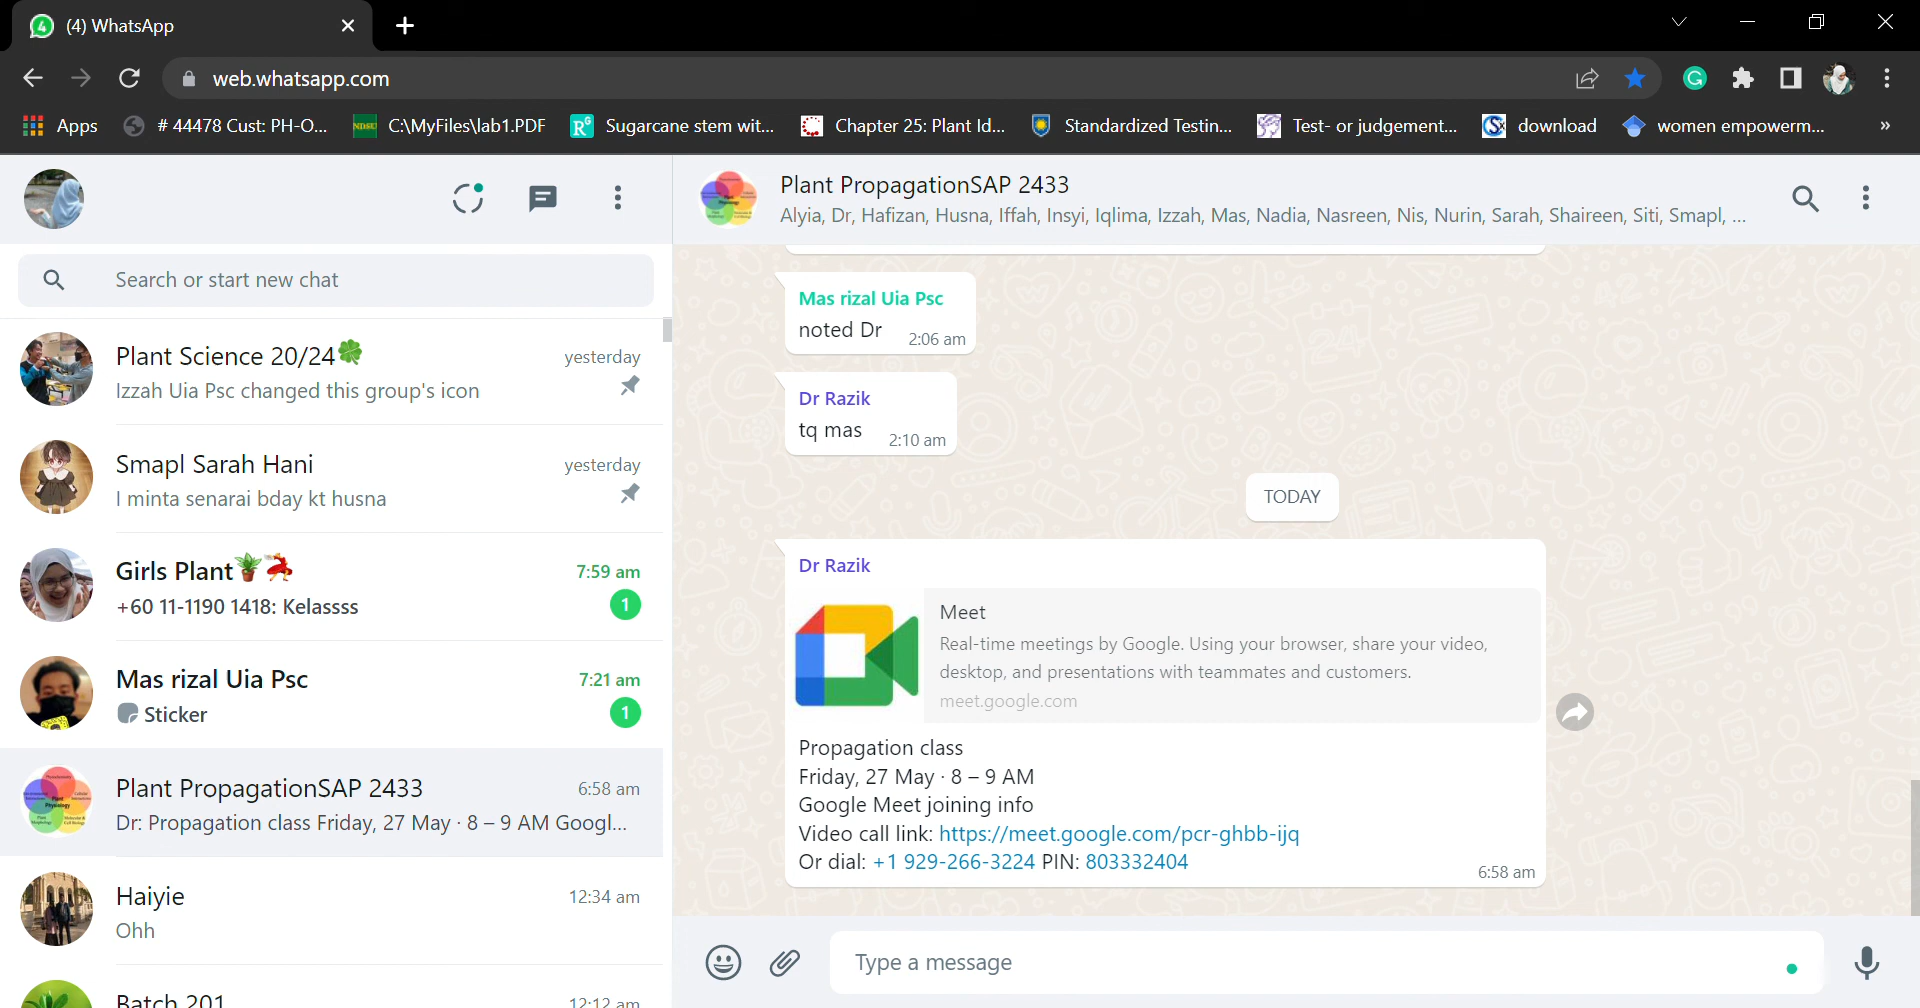 (4) WhatsApp
web.whatsapp.com
Apps
# 44478 Cust: PH-O...
C:\MyFiles\lab1.PDF
Sugarcane stem wit...
Chapter 25: Plant Id...
Standardized Testin...
Test- or judgement...
download
women empowerm...
»
Search or start new chat
Plant Science 20/24🍀
yesterday
Izzah Uia Psc changed this group's icon
Smapl Sarah Hani
yesterday
I minta senarai bday kt husna
Girls Plant🪴💃
7:59 am
+60 11-1190 1418: Kelassss
1
Mas rizal Uia Psc
7:21 am
Sticker
1
Plant PropagationSAP 2433
6:58 am
Dr: Propagation class Friday, 27 May · 8 – 9 AM Googl...
Haiyie
12:34 am
Ohh
Batch 201
12:12 am
Plant PropagationSAP 2433
Alyia, Dr, Hafizan, Husna, Iffah, Insyi, Iqlima, Izzah, Mas, Nadia, Nasreen, Nis, Nurin, Sarah, Shaireen, Siti, Smapl, ...
Mas rizal Uia Psc
noted Dr
2:06 am
Dr Razik
tq mas
2:10 am
TODAY
Dr Razik
Meet
Real-time meetings by Google. Using your browser, share your video,
desktop, and presentations with teammates and customers.
meet.google.com
Propagation class
Friday, 27 May · 8 – 9 AM
Google Meet joining info
Video call link: https://meet.google.com/pcr-ghbb-ijq
Or dial: +1 929-266-3224 PIN: 803332404
6:58 am
Type a message